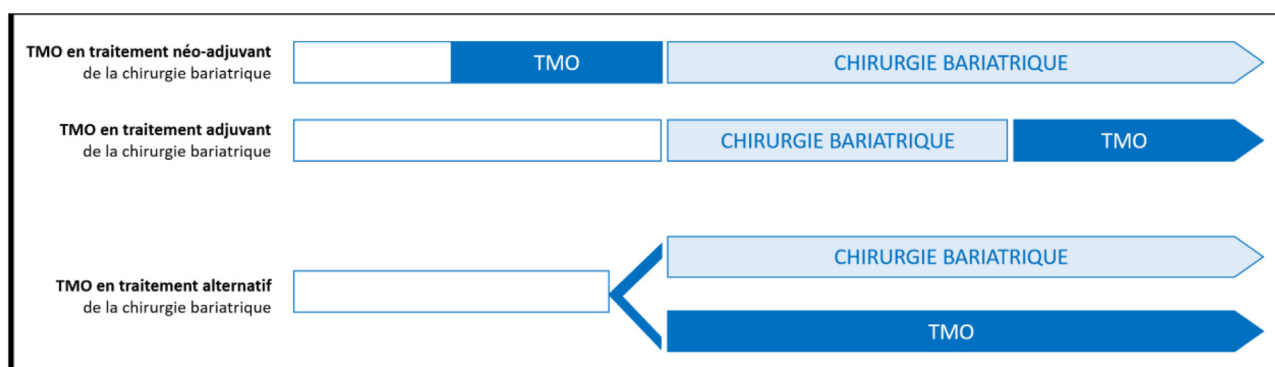 TMO en traitement néo-adjuvant
de la chirurgie bariatrique
TMO
CHIRURGIE BARIATRIQUE
TMO en traitement adjuvant
de la chirurgie bariatrique
CHIRURGIE BARIATRIQUE
TMO
CHIRURGIE BARIATRIQUE
TMO en traitement alternatif
de la chirurgie bariatrique
TMO